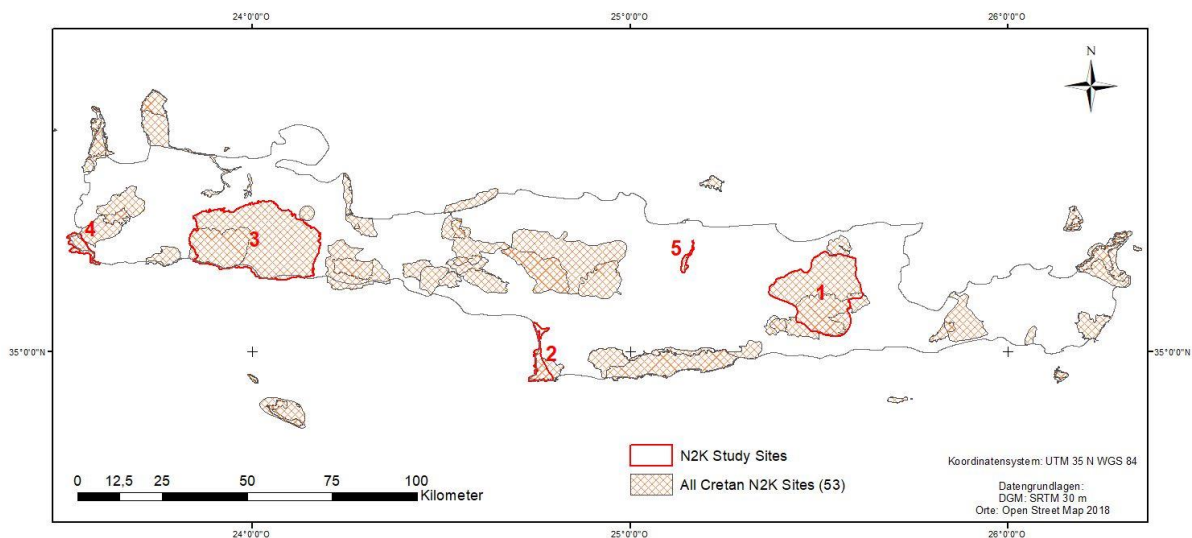 24°0'0"O 25°0'0"O 26°0'0"O
N
4
3
5
1
2
35°0'0"N 35°0'0"N
N2K Study Sites
All Cretan N2K Sites (53)
Koordinatensystem: UTM 35 N WGS 84
Datengrundlagen:
DGM: SRTM 30 m
Orte: Open Street Map 2018
0 12,5 25 50 75 100
Kilometer
24°0'0"O 25°0'0"O 26°0'0"O